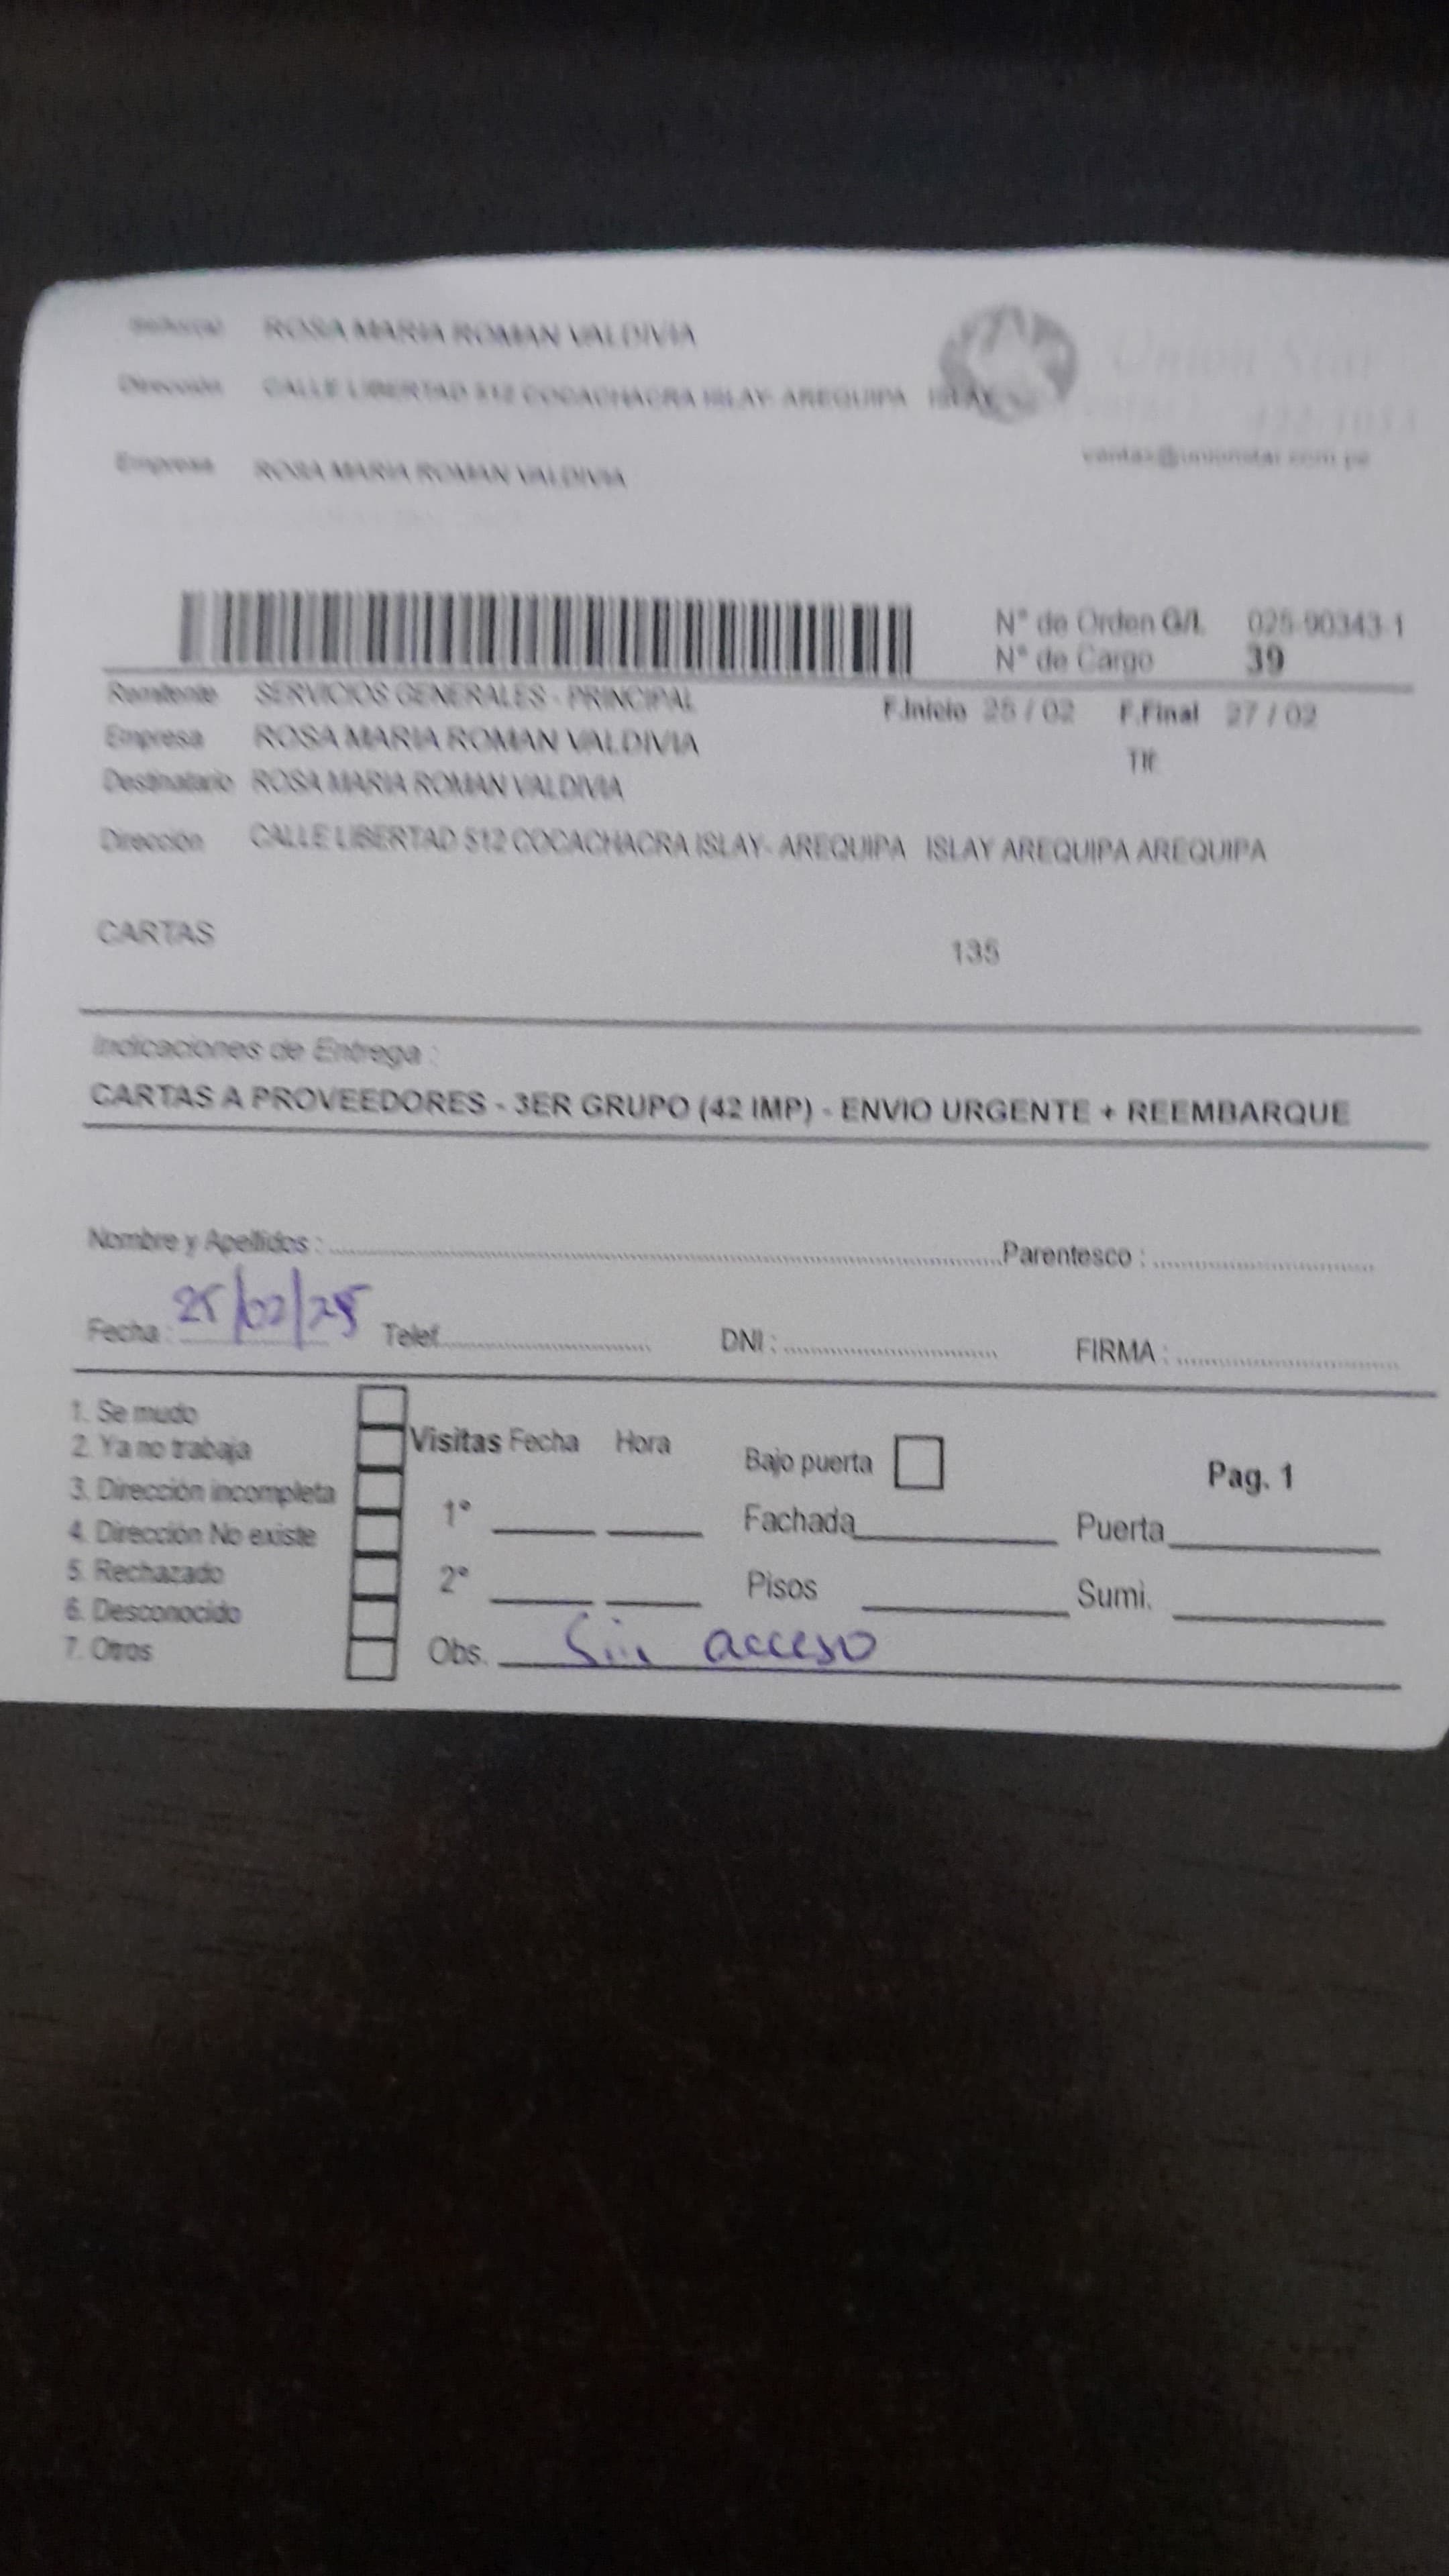 Señor(a) ROSA MARIA ROMAN VALDIVIA
Dirección CALLE LIBERTAD 512 COCACHACRA ISLAY- AREQUIPA ISLAY
Union Star
ventas@unionstar.com.pe
Empresa ROSA MARIA ROMAN VALDIVIA
N° de Orden G/L 025-90343-1
N° de Cargo 39
Remitente SERVICIOS GENERALES - PRINCIPAL F.Inicio 25 / 02 F.Final 27 / 02
Empresa ROSA MARIA ROMAN VALDIVIA Tlf
Destinatario ROSA MARIA ROMAN VALDIVIA
Dirección CALLE LIBERTAD 512 COCACHACRA ISLAY- AREQUIPA ISLAY AREQUIPA AREQUIPA
CARTAS 135
Indicaciones de Entrega :
CARTAS A PROVEEDORES - 3ER GRUPO (42 IMP) - ENVIO URGENTE + REEMBARQUE
Nombre y Apellidos : Parentesco :
Fecha : 25/02/25 Telef. DNI : FIRMA :
1. Se mudo
2. Ya no trabaja
3. Dirección incompleta
4. Dirección No existe
5. Rechazado
6. Desconocido
7. Otros
Visitas Fecha Hora
1°
2°
Bajo puerta Pag. 1
Fachada Puerta
Pisos Sumi.
Obs. Sin acceso